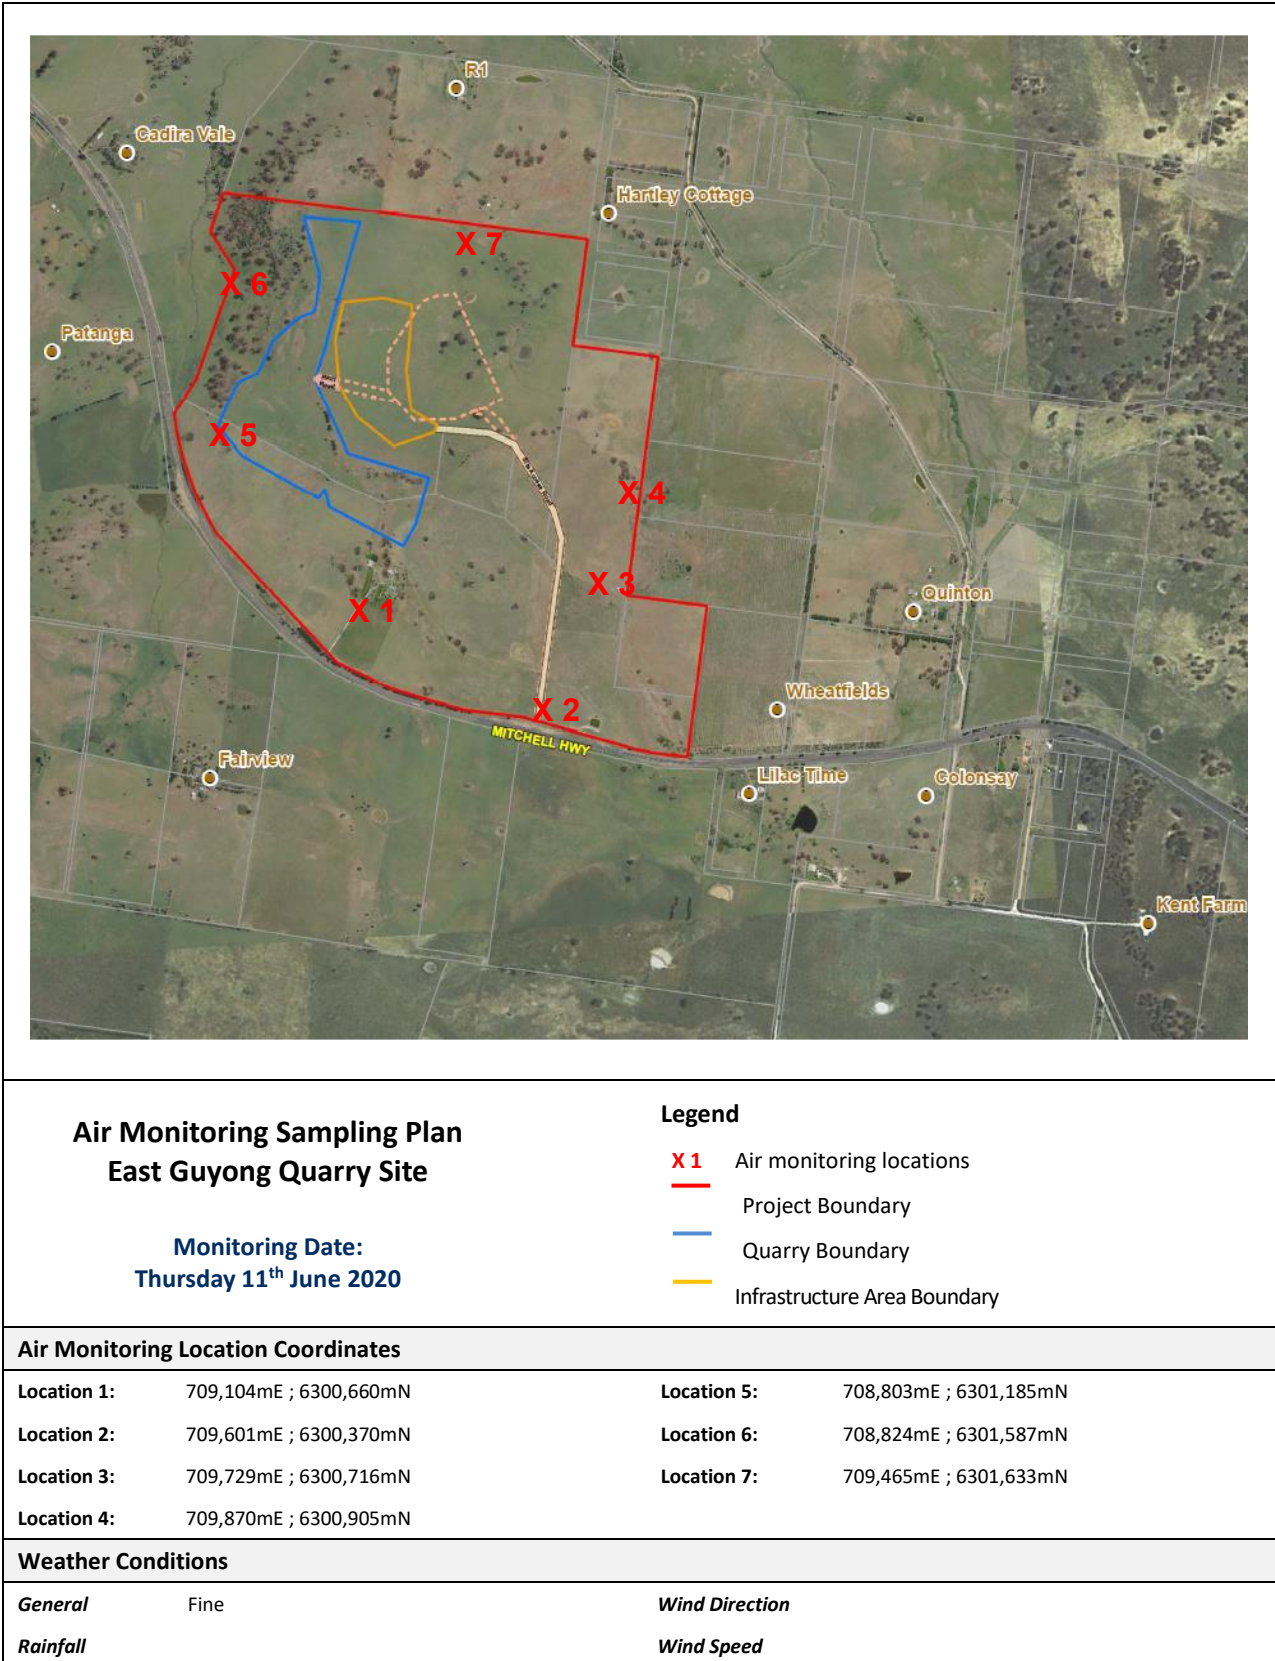 R1
Cadira Vale
Hartley Cottage
X 7
X 6
Patanga
X 5
X 4
X 3
Quinton
X 1
Wheatfields
X 2
MITCHELL HWY
Fairview
Lilac Time
Colonsay
Kent Farm
Air Monitoring Sampling Plan
East Guyong Quarry Site
Monitoring Date:
Thursday 11th June 2020
Legend
X 1 Air monitoring locations
Project Boundary
Quarry Boundary
Infrastructure Area Boundary
Air Monitoring Location Coordinates
Location 1: 709,104mE ; 6300,660mN
Location 5: 708,803mE ; 6301,185mN
Location 2: 709,601mE ; 6300,370mN
Location 6: 708,824mE ; 6301,587mN
Location 3: 709,729mE ; 6300,716mN
Location 7: 709,465mE ; 6301,633mN
Location 4: 709,870mE ; 6300,905mN
Weather Conditions
General Fine
Wind Direction
Rainfall
Wind Speed